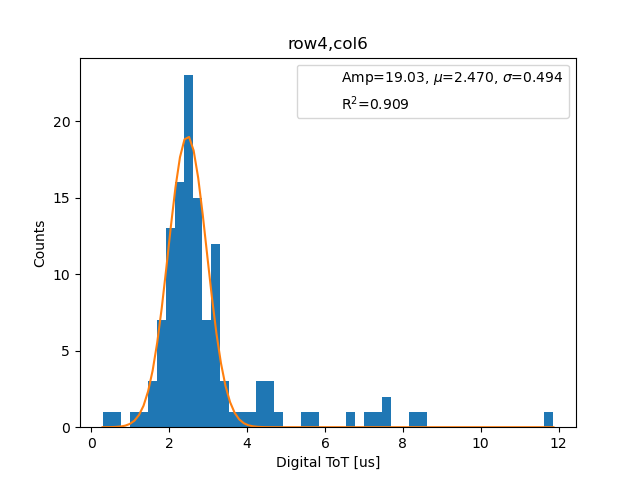 row4,col6
Amp=19.03, μ=2.470, σ=0.494
R²=0.909
20
15
10
5
0
Counts
0 2 4 6 8 10 12
Digital ToT [us]